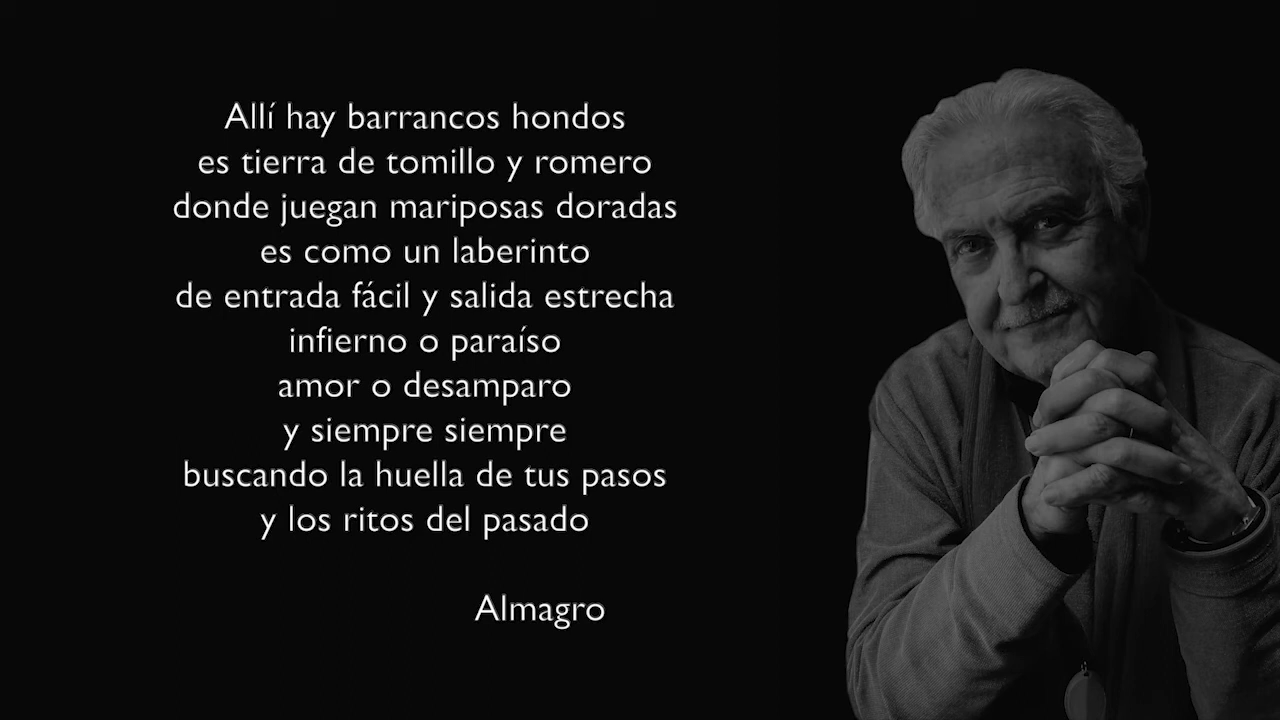 Allí hay barrancos hondos
es tierra de tomillo y romero
donde juegan mariposas doradas
es como un laberinto
de entrada fácil y salida estrecha
infierno o paraíso
amor o desamparo
y siempre siempre
buscando la huella de tus pasos
y los ritos del pasado
Almagro